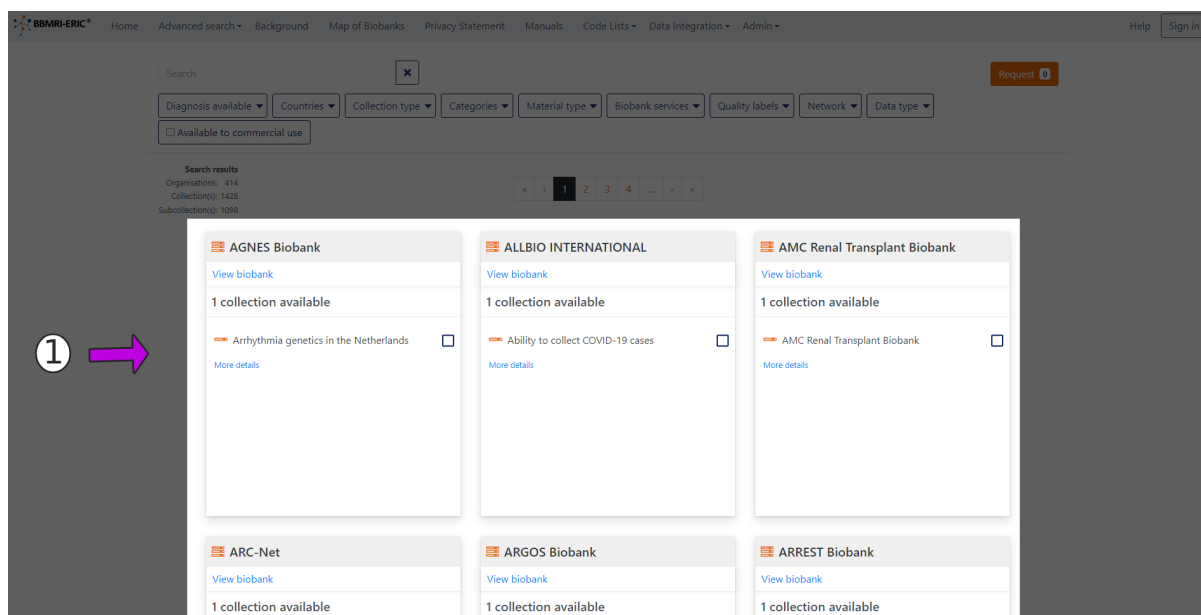 BBMRI-ERIC® Home Advanced search Background Map of Biobanks Privacy Statement Manuals Code Lists Data Integration Admin Help Sign in
Search × Request 0
Diagnosis available Countries Collection type Categories Material type Biobank services Quality labels Network Data type
Available to commercial use
Search results
Organisations: 414
Collection(s): 1428
Subcollection(s): 1098
« ‹ 1 2 3 4 ... › »
AGNES Biobank ALLBIO INTERNATIONAL AMC Renal Transplant Biobank
View biobank View biobank View biobank
1 collection available 1 collection available 1 collection available
1
Arrhythmia genetics in the Netherlands Ability to collect COVID-19 cases AMC Renal Transplant Biobank
More details More details More details
ARC-Net ARGOS Biobank ARREST Biobank
View biobank View biobank View biobank
1 collection available 1 collection available 1 collection available